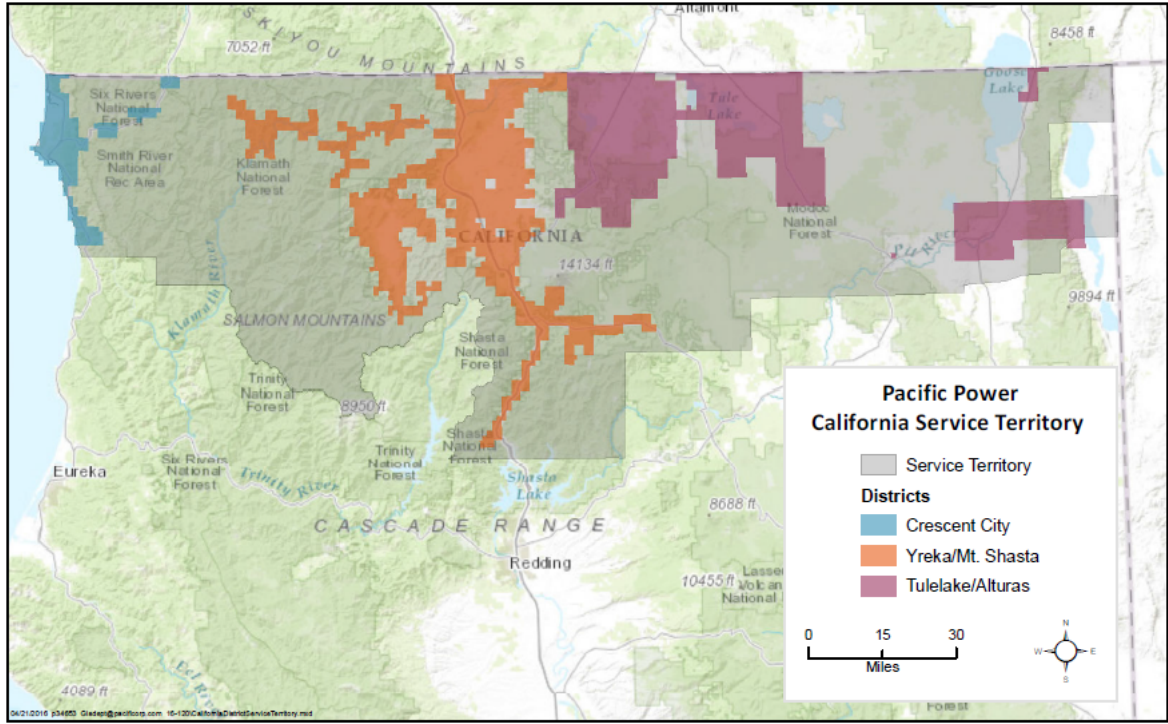 Altamont
SKIYOU MOUNTAINS
7052 ft
8458 ft
Goose
Lake
Six Rivers
National
Forest
Tule
Lake
Smith River
National
Rec Area
Klamath
National
Forest
Modoc
National
Forest
CALIFORNIA
Pit River
14134 ft
9894 ft
Klamath River
SALMON MOUNTAINS
Shasta
National
Forest
Trinity
National
Forest
8950 ft
Shasta
National
Forest
Trinity
National
Forest
Six Rivers
National
Forest
Eureka
Trinity River
Shasta
Lake
8688 ft
CASCADE RANGE
Redding
10455 ft
Lassen
Volcan
National
Eel River
4089 ft
Forest
Pacific Power
California Service Territory
Service Territory
Districts
Crescent City
Yreka/Mt. Shasta
Tulelake/Alturas
0 15 30
Miles
N
W E
S